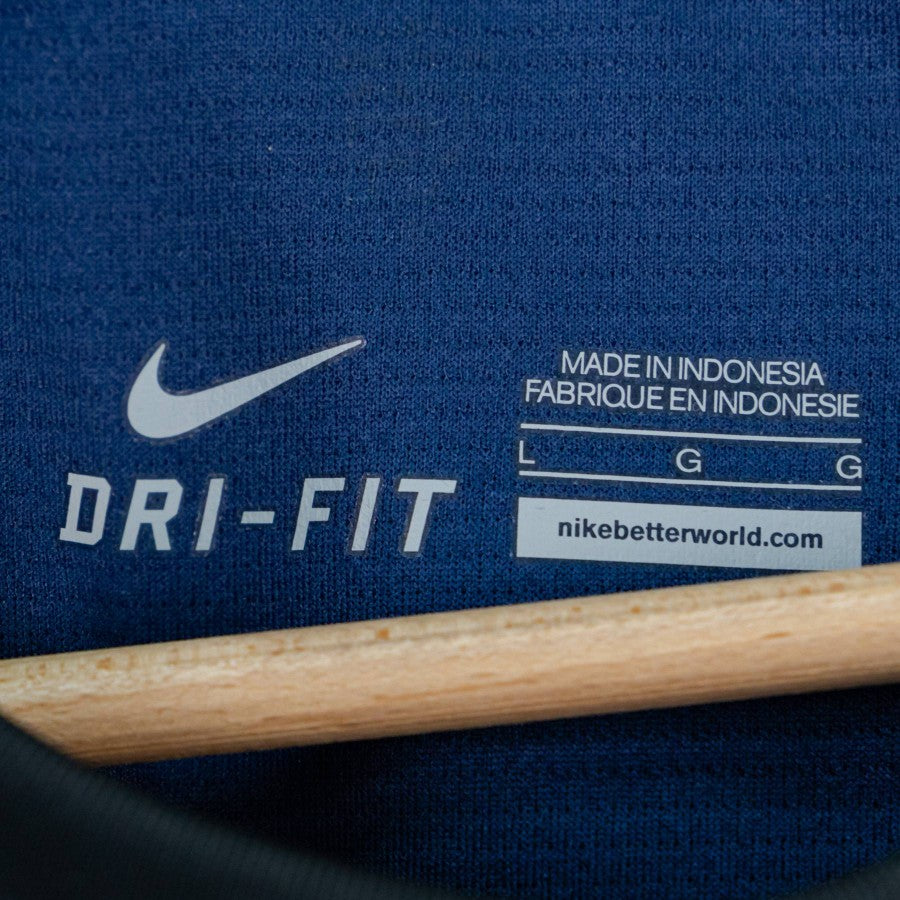 DRI-FIT
MADE IN INDONESIA
FABRIQUE EN INDONESIE
L G G
nikebetterworld.com